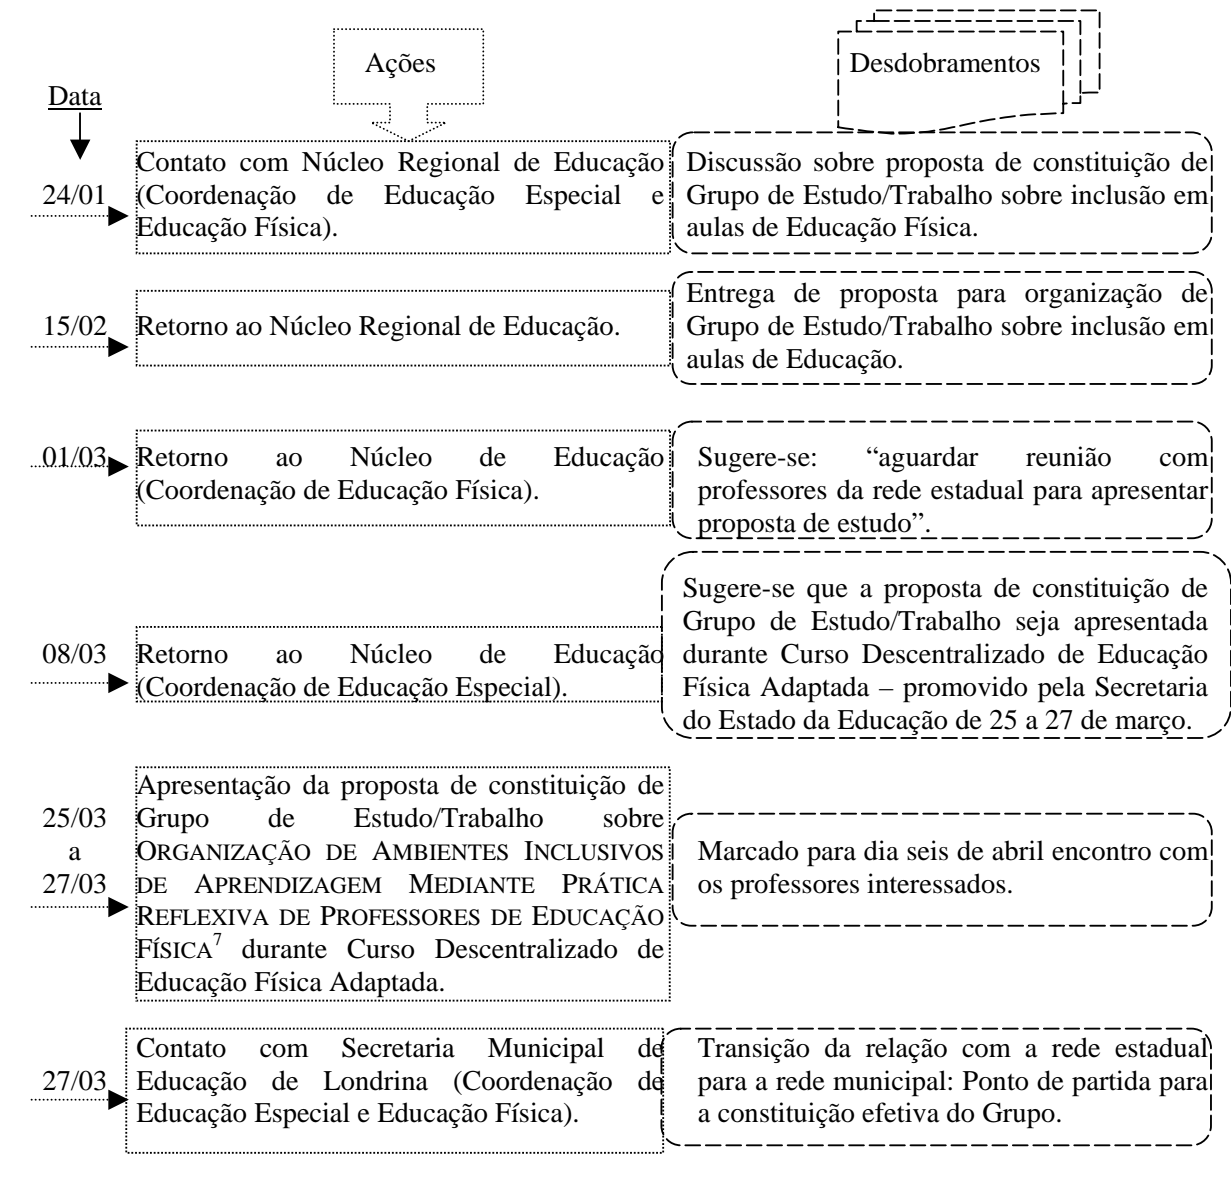 Ações
Desdobramentos
Data
24/01
Contato com Núcleo Regional de Educação
(Coordenação de Educação Especial e
Educação Física).
Discussão sobre proposta de constituição de
Grupo de Estudo/Trabalho sobre inclusão em
aulas de Educação Física.
15/02
Retorno ao Núcleo Regional de Educação.
Entrega de proposta para organização de
Grupo de Estudo/Trabalho sobre inclusão em
aulas de Educação.
01/03
Retorno ao Núcleo de Educação
(Coordenação de Educação Física).
Sugere-se: “aguardar reunião com
professores da rede estadual para apresentar
proposta de estudo”.
08/03
Retorno ao Núcleo de Educação
(Coordenação de Educação Especial).
Sugere-se que a proposta de constituição de
Grupo de Estudo/Trabalho seja apresentada
durante Curso Descentralizado de Educação
Física Adaptada – promovido pela Secretaria
do Estado da Educação de 25 a 27 de março.
25/03
a
27/03
Apresentação da proposta de constituição de
Grupo de Estudo/Trabalho sobre
ORGANIZAÇÃO DE AMBIENTES INCLUSIVOS
DE APRENDIZAGEM MEDIANTE PRÁTICA
REFLEXIVA DE PROFESSORES DE EDUCAÇÃO
FÍSICA⁷ durante Curso Descentralizado de
Educação Física Adaptada.
Marcado para dia seis de abril encontro com
os professores interessados.
27/03
Contato com Secretaria Municipal de
Educação de Londrina (Coordenação de
Educação Especial e Educação Física).
Transição da relação com a rede estadual
para a rede municipal: Ponto de partida para
a constituição efetiva do Grupo.